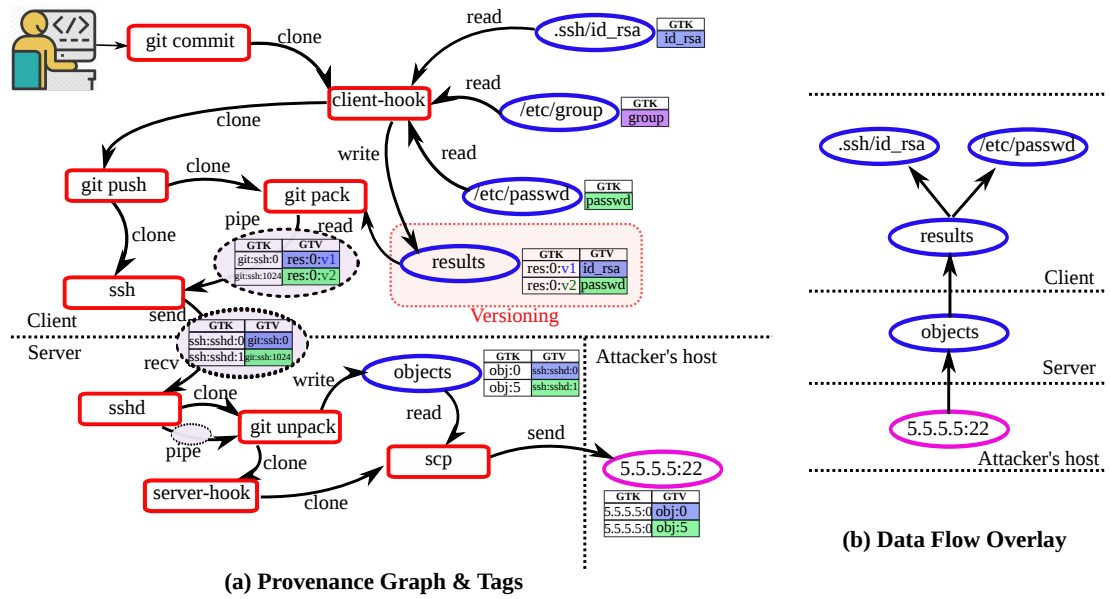 git commit
clone
read
.ssh/id_rsa
GTK
id_rsa
client-hook
read
/etc/group
GTK
group
clone
write
read
/etc/passwd
GTK
passwd
git push
clone
git pack
clone
pipe
read
GTK GTV
git:ssh:0 res:0:v1
git:ssh:1024 res:0:v2
results
GTK GTV
res:0:v1 id_rsa
res:0:v2 passwd
Versioning
ssh
send
Client
Server
GTK GTV
ssh:sshd:0 git:ssh:0
ssh:sshd:1 git:ssh:1024
recv
Attacker's host
sshd
clone
pipe
git unpack
write
objects
GTK GTV
obj:0 ssh:sshd:0
obj:5 ssh:sshd:1
read
clone
server-hook
clone
scp
send
5.5.5.5:22
GTK GTV
5.5.5.5:0 obj:0
5.5.5.5:0 obj:5
(a) Provenance Graph & Tags
.ssh/id_rsa
/etc/passwd
results
Client
objects
Server
5.5.5.5:22
Attacker's host
(b) Data Flow Overlay